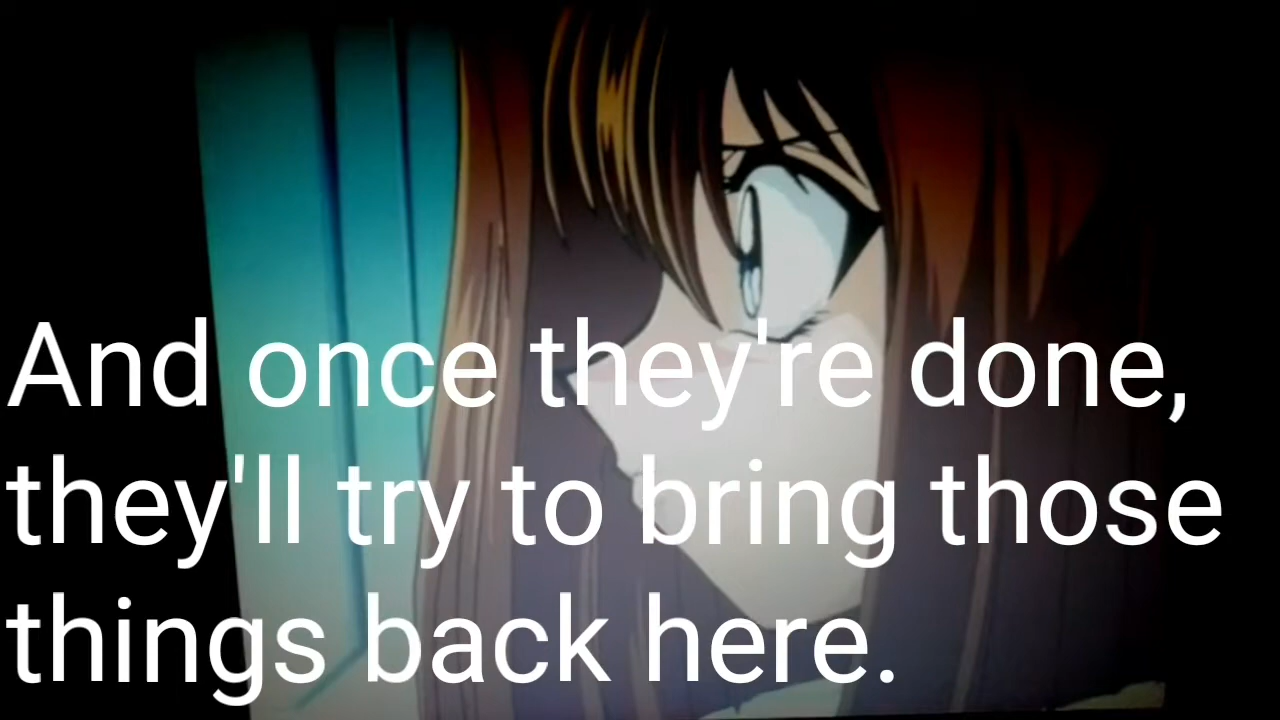 And once they're done,
they'll try to bring those
things back here.